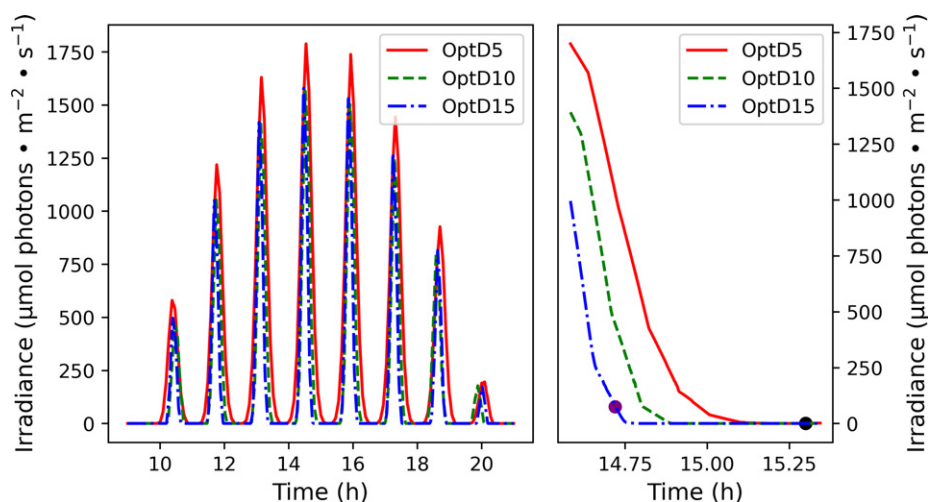 Irradiance (μmol photons • m⁻² • s⁻¹)
1750
1500
1250
1000
750
500
250
0
10 12 14 16 18 20
Time (h)
OptD5
OptD10
OptD15
OptD5
OptD10
OptD15
14.75 15.00 15.25
Time (h)
1750
1500
1250
1000
750
500
250
0
Irradiance (μmol photons • m⁻² • s⁻¹)